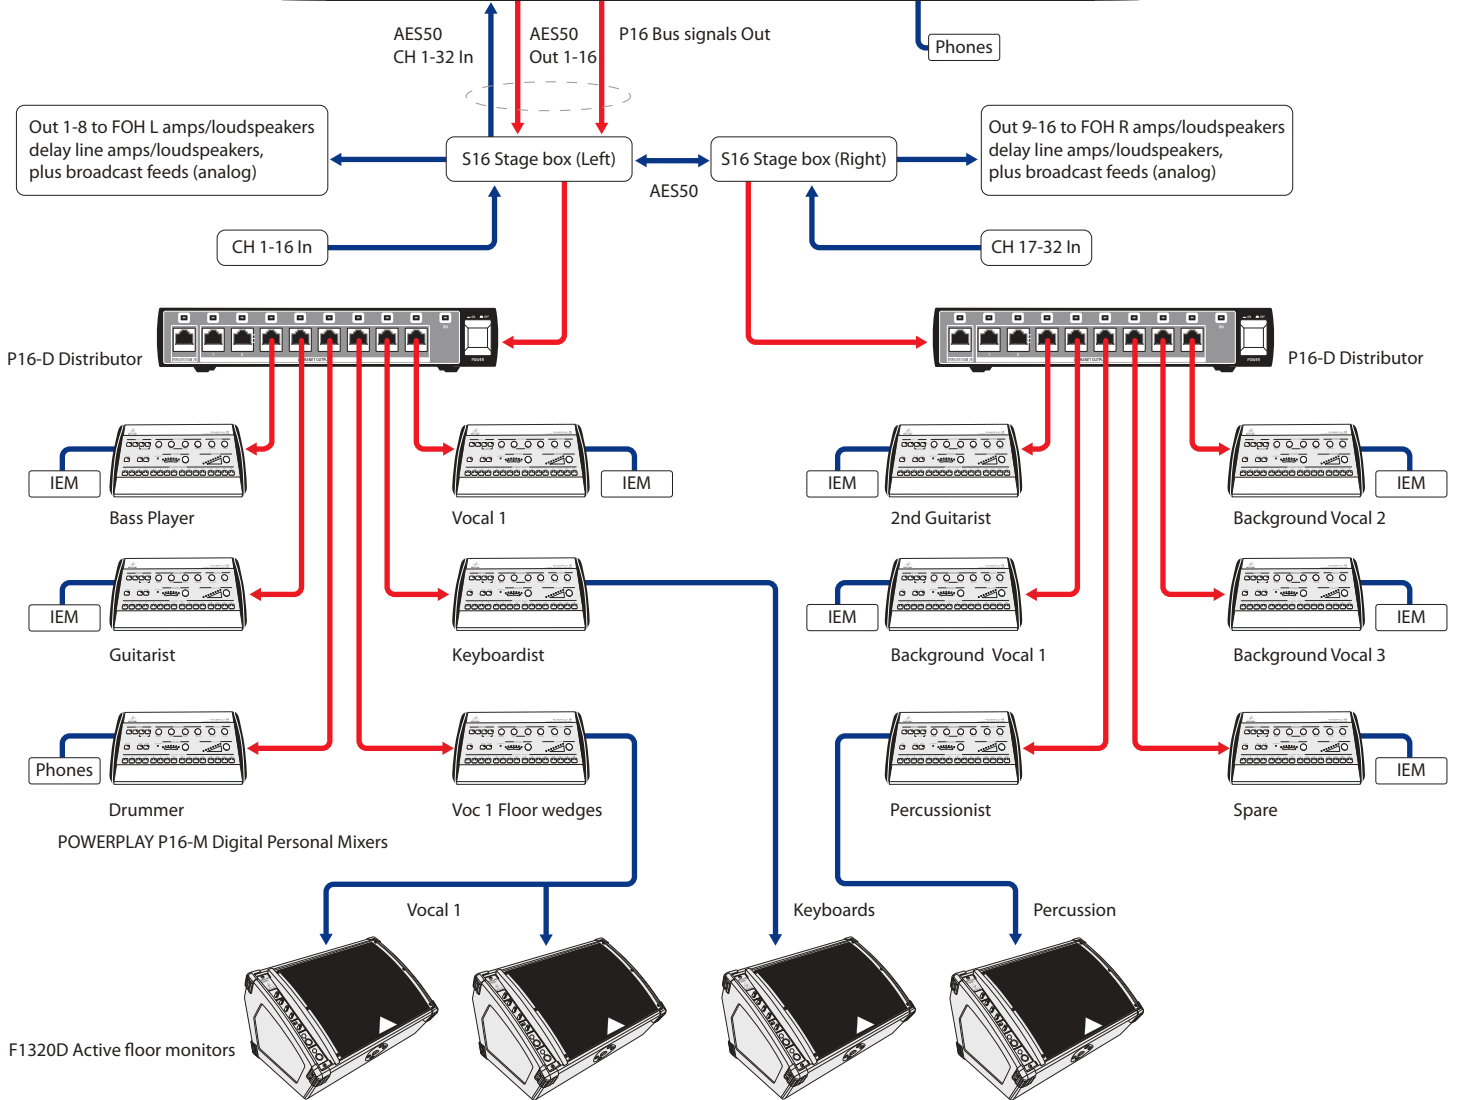 AES50
CH 1-32 In
AES50
Out 1-16
P16 Bus signals Out
Phones
Out 1-8 to FOH L amps/loudspeakers
delay line amps/loudspeakers,
plus broadcast feeds (analog)
S16 Stage box (Left)
S16 Stage box (Right)
AES50
Out 9-16 to FOH R amps/loudspeakers
delay line amps/loudspeakers,
plus broadcast feeds (analog)
CH 1-16 In
CH 17-32 In
P16-D Distributor
POWER
P16-D Distributor
POWER
IEM
Bass Player
IEM
Vocal 1
IEM
2nd Guitarist
IEM
Background Vocal 2
IEM
Guitarist
Keyboardist
IEM
Background Vocal 1
IEM
Background Vocal 3
Phones
Drummer
Voc 1 Floor wedges
Percussionist
IEM
Spare
POWERPLAY P16-M Digital Personal Mixers
Vocal 1
Keyboards
Percussion
F1320D Active floor monitors